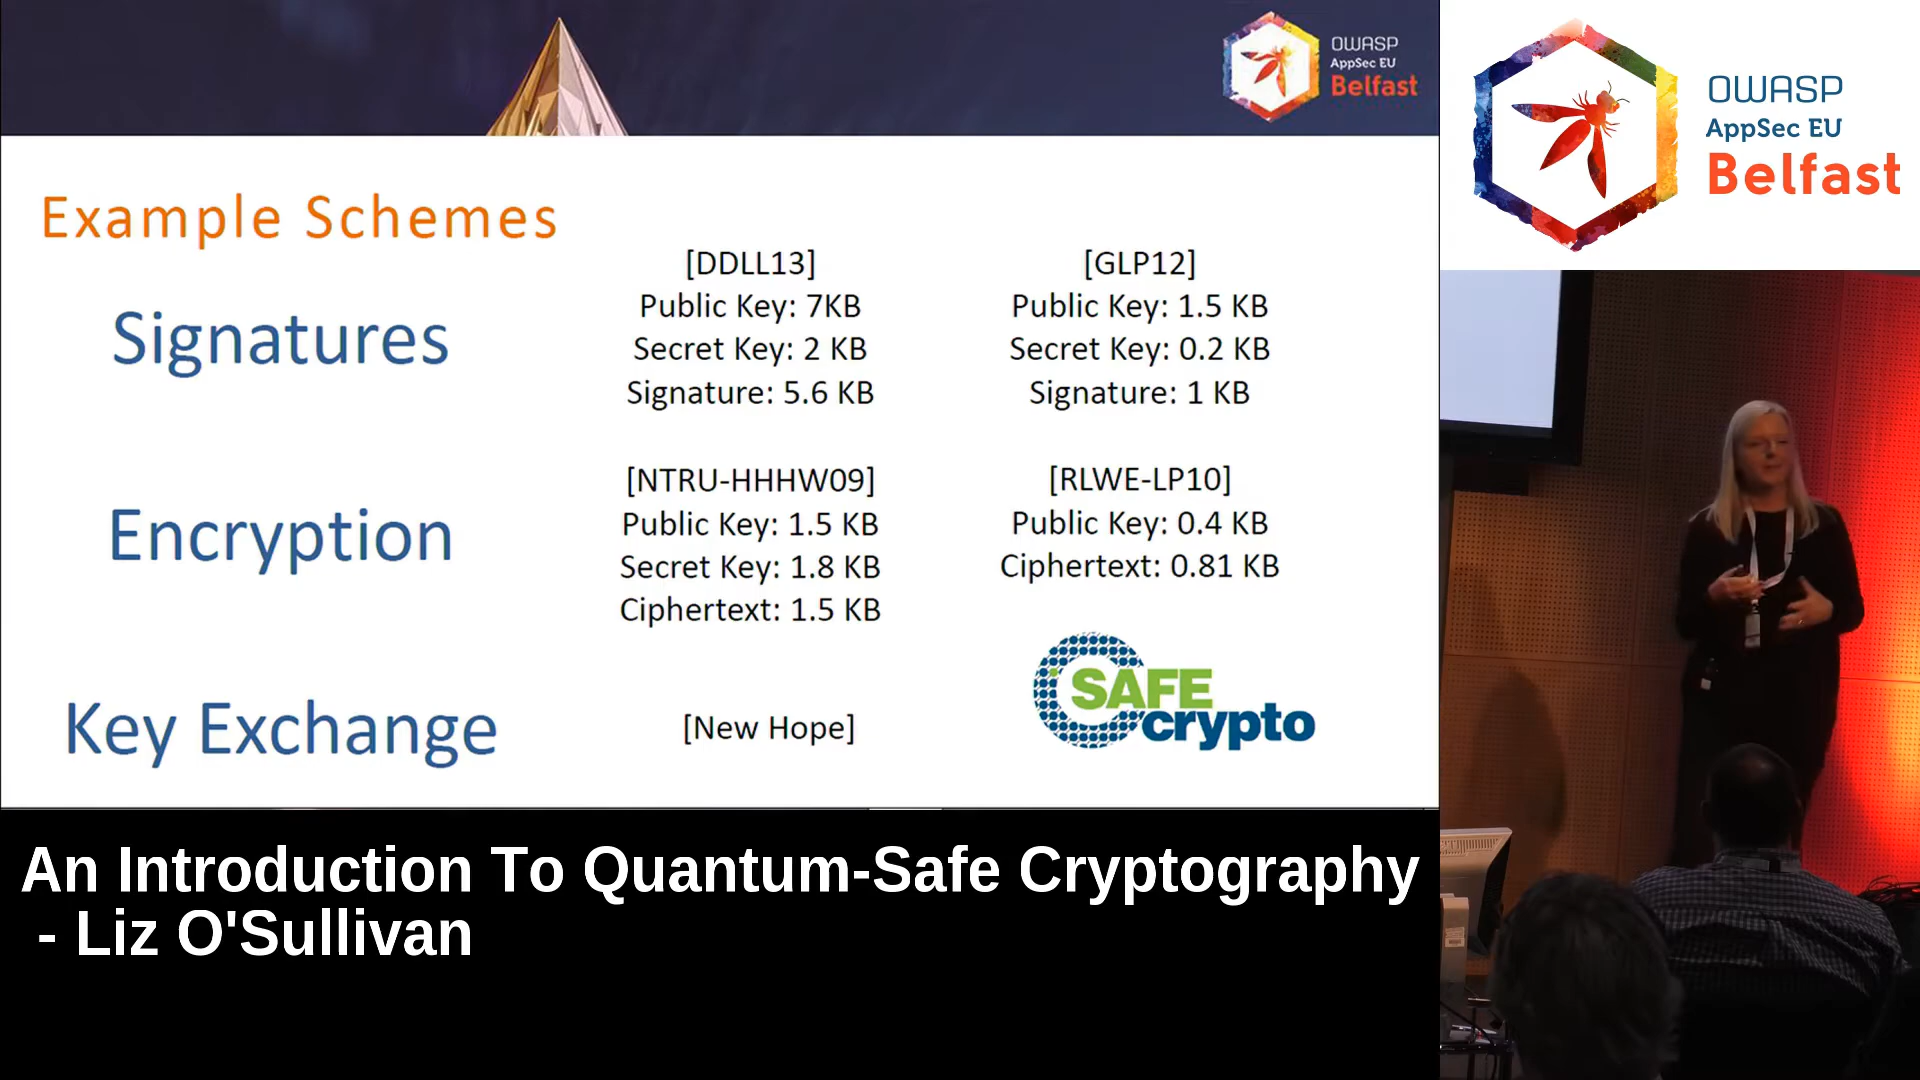 OWASP
AppSec EU
Belfast
OWASP
AppSec EU
Belfast
Example Schemes
Signatures
[DDLL13]
Public Key: 7KB
Secret Key: 2 KB
Signature: 5.6 KB
[GLP12]
Public Key: 1.5 KB
Secret Key: 0.2 KB
Signature: 1 KB
Encryption
[NTRU-HHHW09]
Public Key: 1.5 KB
Secret Key: 1.8 KB
Ciphertext: 1.5 KB
[RLWE-LP10]
Public Key: 0.4 KB
Ciphertext: 0.81 KB
Key Exchange
[New Hope]
SAFE
crypto
An Introduction To Quantum-Safe Cryptography
- Liz O'Sullivan